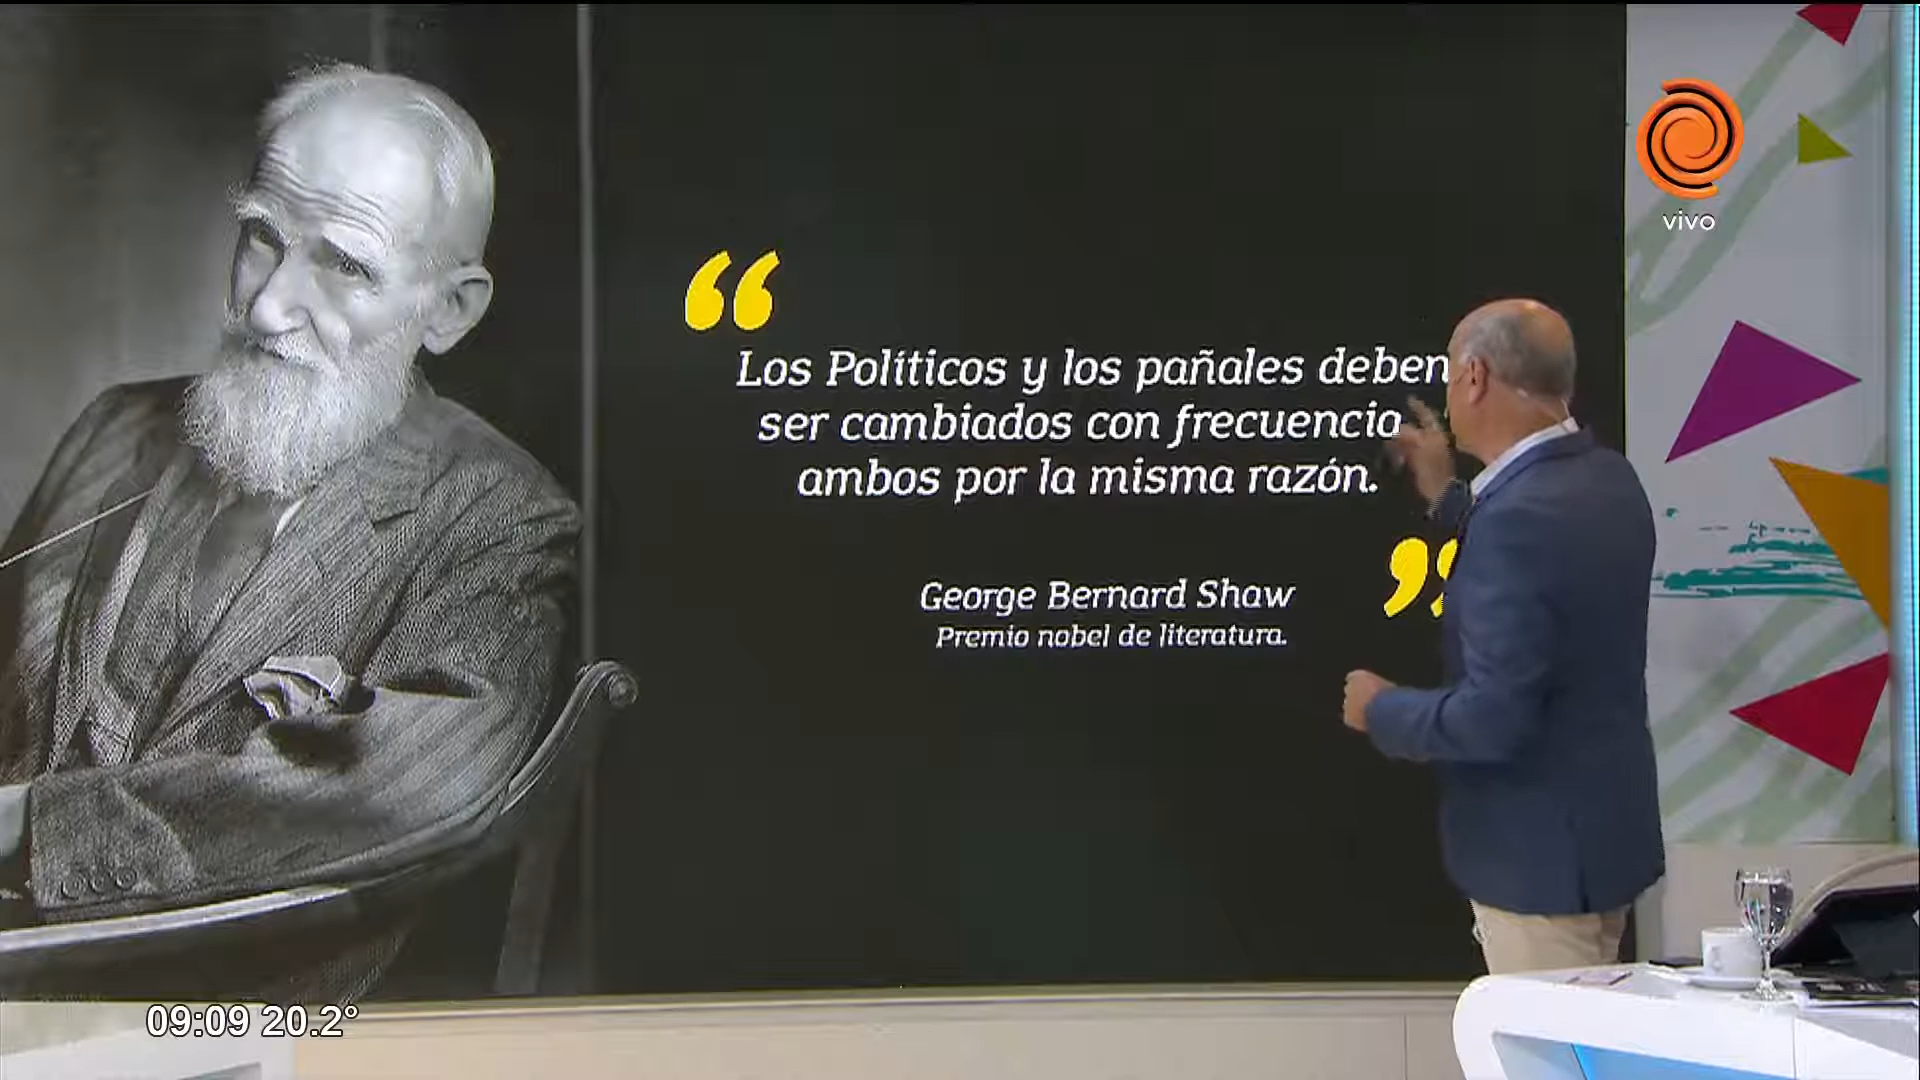 vivo
“
Los Políticos y los pañales deben
ser cambiados con frecuencia
ambos por la misma razón.
”
George Bernard Shaw
Premio nobel de literatura.
09:09 20.2°